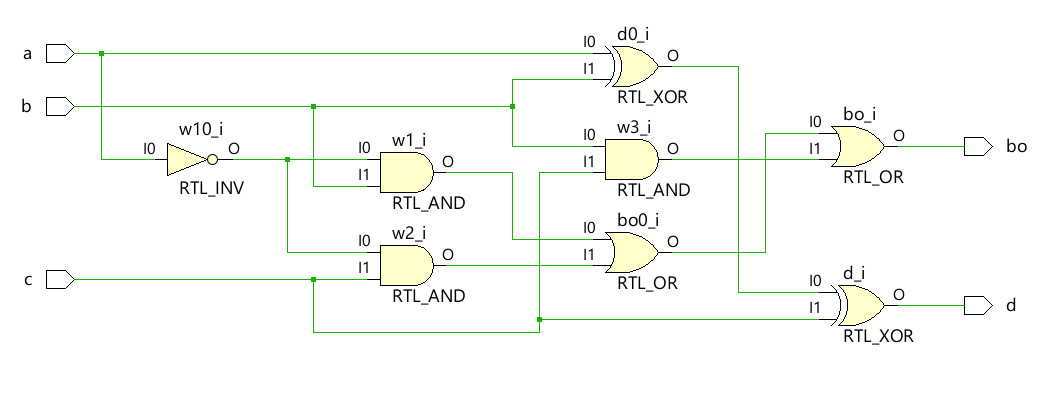 a
b
c
w10_i
I0
O
RTL_INV
w1_i
I0
I1
O
RTL_AND
w2_i
I0
I1
O
RTL_AND
d0_i
I0
I1
O
RTL_XOR
w3_i
I0
I1
O
RTL_AND
bo0_i
I0
I1
O
RTL_OR
bo_i
I0
I1
O
RTL_OR
d_i
I0
I1
O
RTL_XOR
bo
d